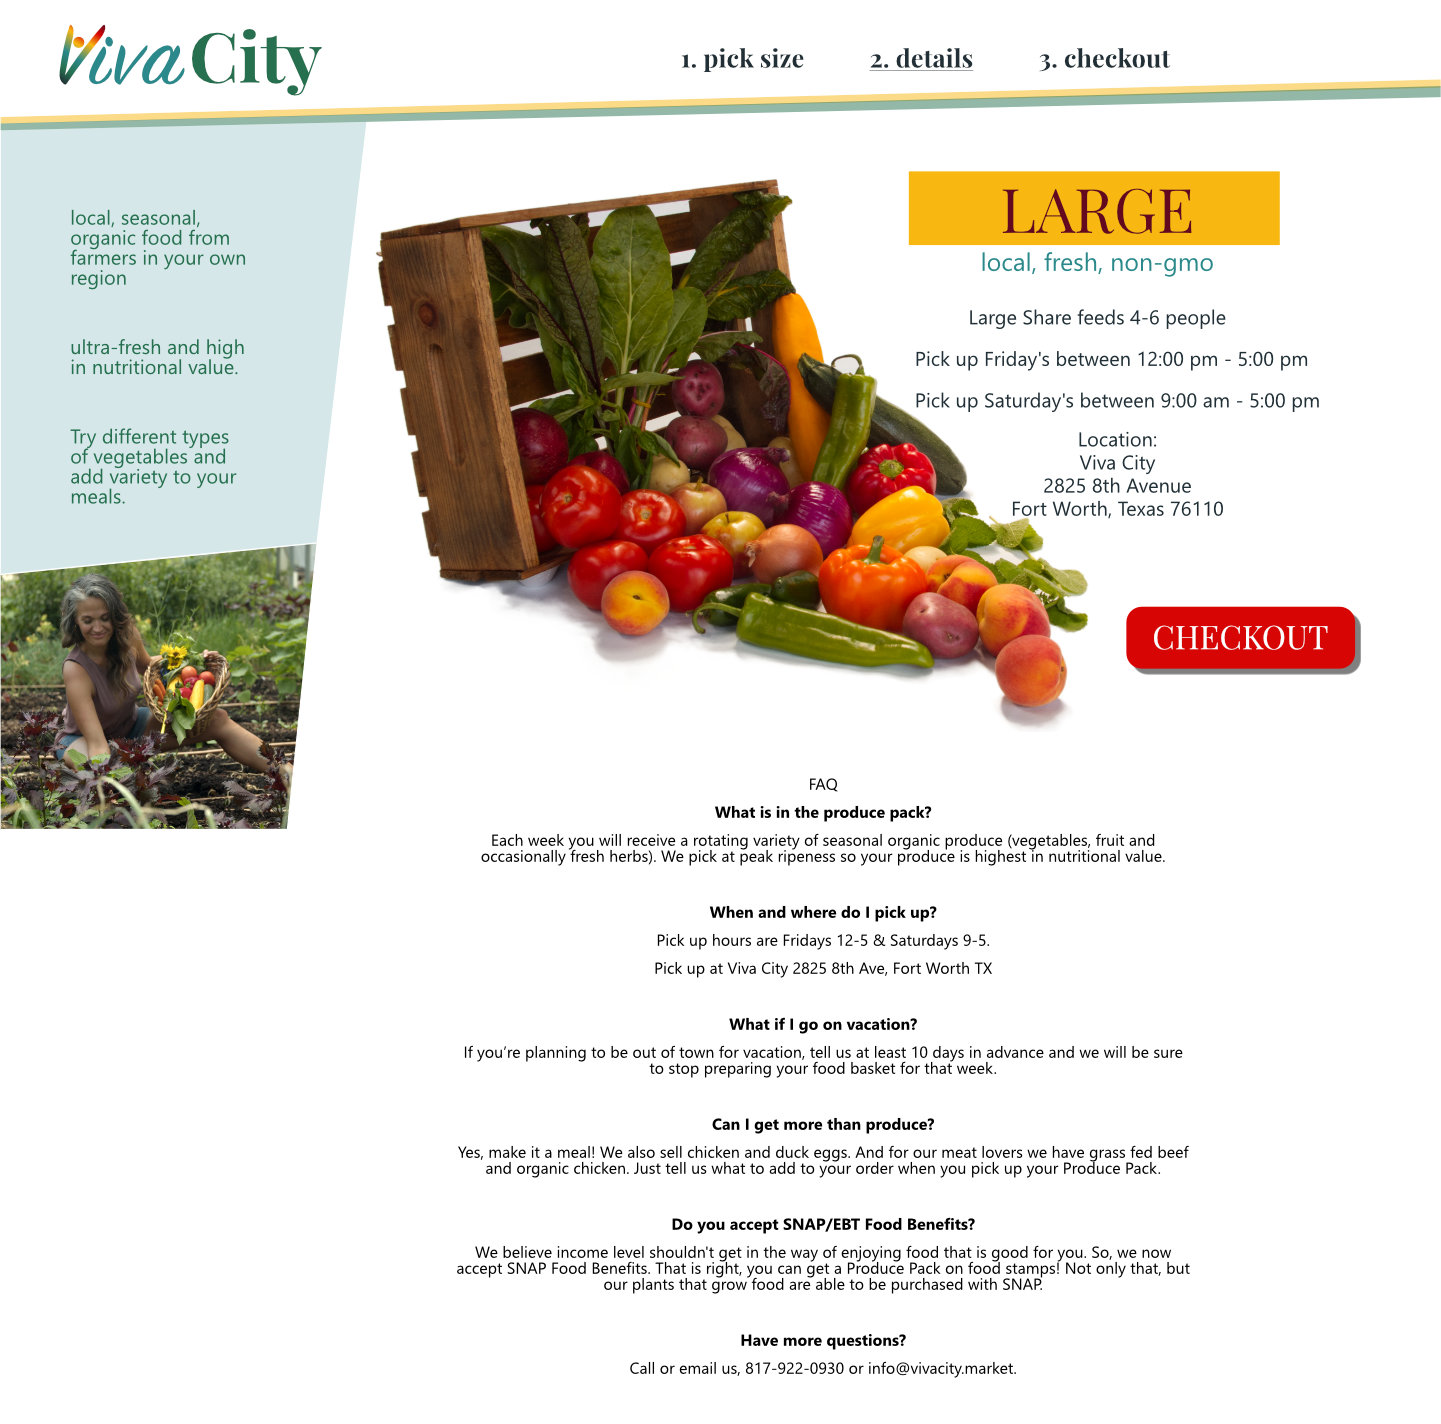 Viva City
1. pick size
2. details
3. checkout
local, seasonal,
organic food from
farmers in your own
region
ultra-fresh and high
in nutritional value.
Try different types
of vegetables and
add variety to your
meals.
LARGE
local, fresh, non-gmo
Large Share feeds 4-6 people
Pick up Friday's between 12:00 pm - 5:00 pm
Pick up Saturday's between 9:00 am - 5:00 pm
Location:
Viva City
2825 8th Avenue
Fort Worth, Texas 76110
CHECKOUT
FAQ
What is in the produce pack?
Each week you will receive a rotating variety of seasonal organic produce (vegetables, fruit and
occasionally fresh herbs). We pick at peak ripeness so your produce is highest in nutritional value.
When and where do I pick up?
Pick up hours are Fridays 12-5 & Saturdays 9-5.
Pick up at Viva City 2825 8th Ave, Fort Worth TX
What if I go on vacation?
If you’re planning to be out of town for vacation, tell us at least 10 days in advance and we will be sure
to stop preparing your food basket for that week.
Can I get more than produce?
Yes, make it a meal! We also sell chicken and duck eggs. And for our meat lovers we have grass fed beef
and organic chicken. Just tell us what to add to your order when you pick up your Produce Pack.
Do you accept SNAP/EBT Food Benefits?
We believe income level shouldn't get in the way of enjoying food that is good for you. So, we now
accept SNAP Food Benefits. That is right, you can get a Produce Pack on food stamps! Not only that, but
our plants that grow food are able to be purchased with SNAP.
Have more questions?
Call or email us, 817-922-0930 or info@vivacity.market.